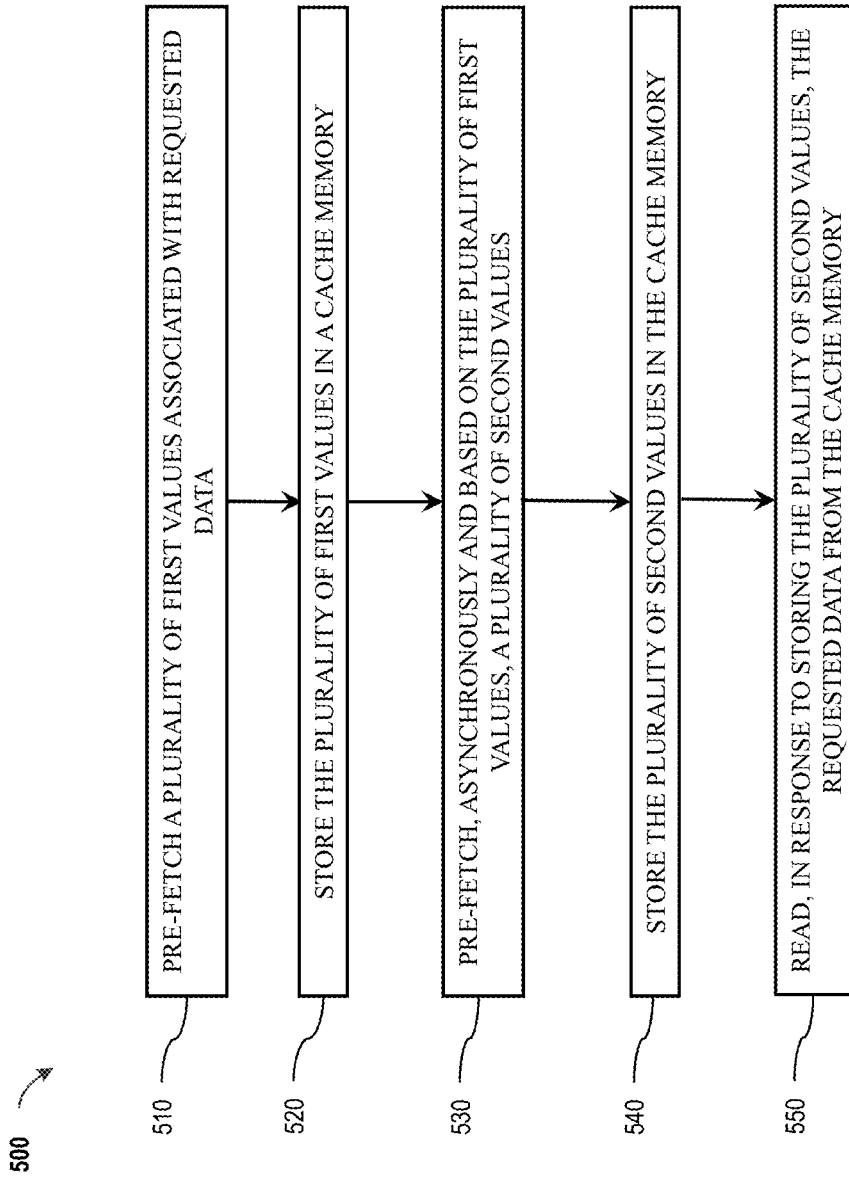 500
510
PRE-FETCH A PLURALITY OF FIRST VALUES ASSOCIATED WITH REQUESTED
DATA
520
STORE THE PLURALITY OF FIRST VALUES IN A CACHE MEMORY
530
PRE-FETCH, ASYNCHRONOUSLY AND BASED ON THE PLURALITY OF FIRST
VALUES, A PLURALITY OF SECOND VALUES
540
STORE THE PLURALITY OF SECOND VALUES IN THE CACHE MEMORY
550
READ, IN RESPONSE TO STORING THE PLURALITY OF SECOND VALUES, THE
REQUESTED DATA FROM THE CACHE MEMORY